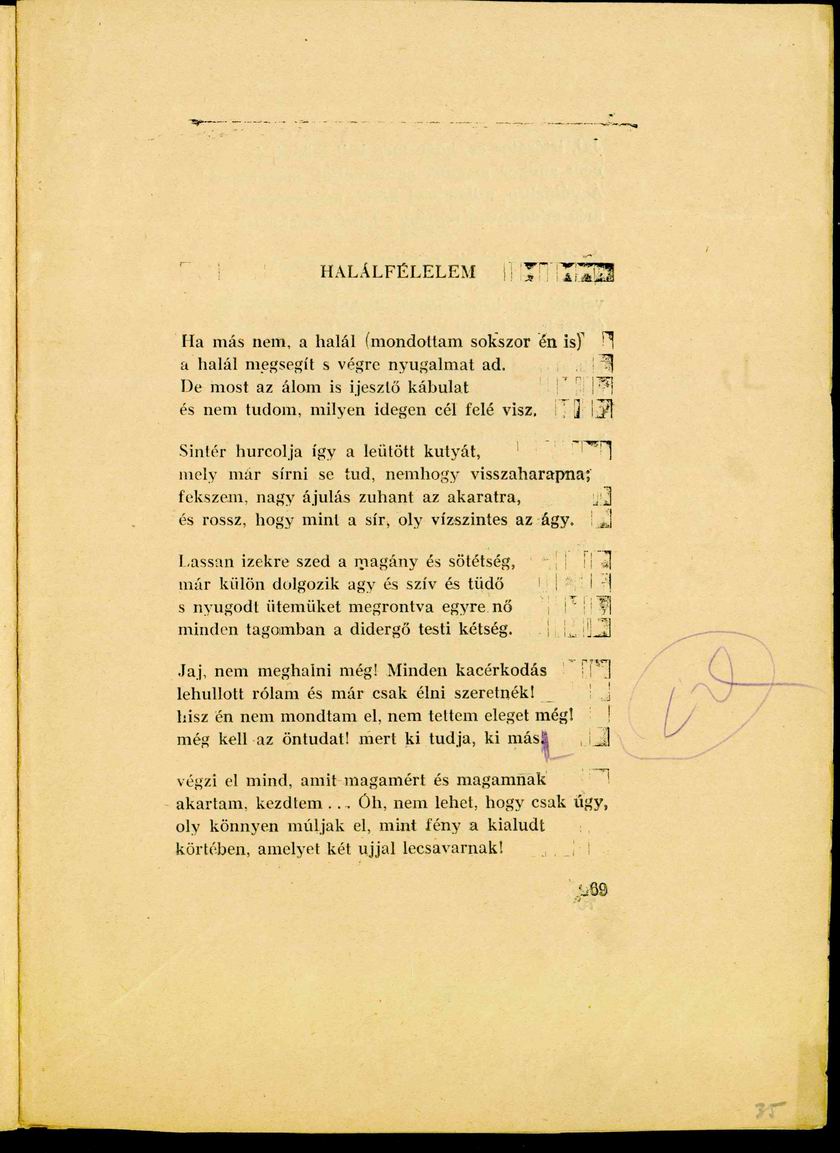 HALÁLFÉLELEM
Ha más nem, a halál (mondottam sokszor én is)
a halál megsegít s végre nyugalmat ad.
De most az álom is ijesztő kábulat
és nem tudom, milyen idegen cél felé visz.
Sintér hurcolja így a leütött kutyát,
mely már sírni se tud, nemhogy visszaharapna;
fekszem, nagy ájulás zuhant az akaratra,
és rossz, hogy mint a sír, oly vízszintes az ágy.
Lassan izekre szed a magány és sötétség,
már külön dolgozik agy és szív és tüdő
s nyugodt ütemüket megrontva egyre nő
minden tagomban a didergő testi kétség.
Jaj, nem meghalni még! Minden kacérkodás
lehullott rólam és már csak élni szeretnék!
hisz én nem mondtam el, nem tettem eleget még!
még kell az öntudat! mert ki tudja, ki más
végzi el mind, amit magamért és magamnak
akartam, kezdtem ... Óh, nem lehet, hogy csak úgy,
oly könnyen múljak el, mint fény a kialudt
körtében, amelyet két ujjal lecsavarnak!
69
35